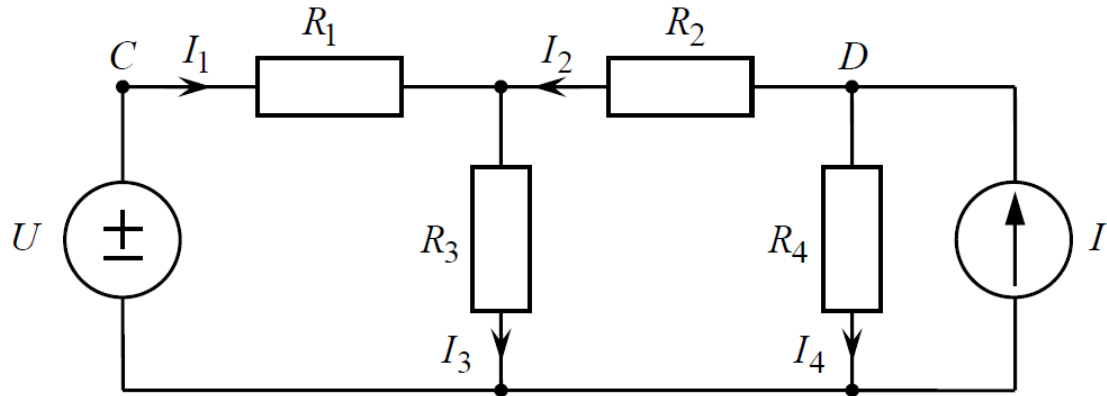 C I₁ R₁ I₂ R₂ D
U ± R₃ R₄ I
I₃ I₄